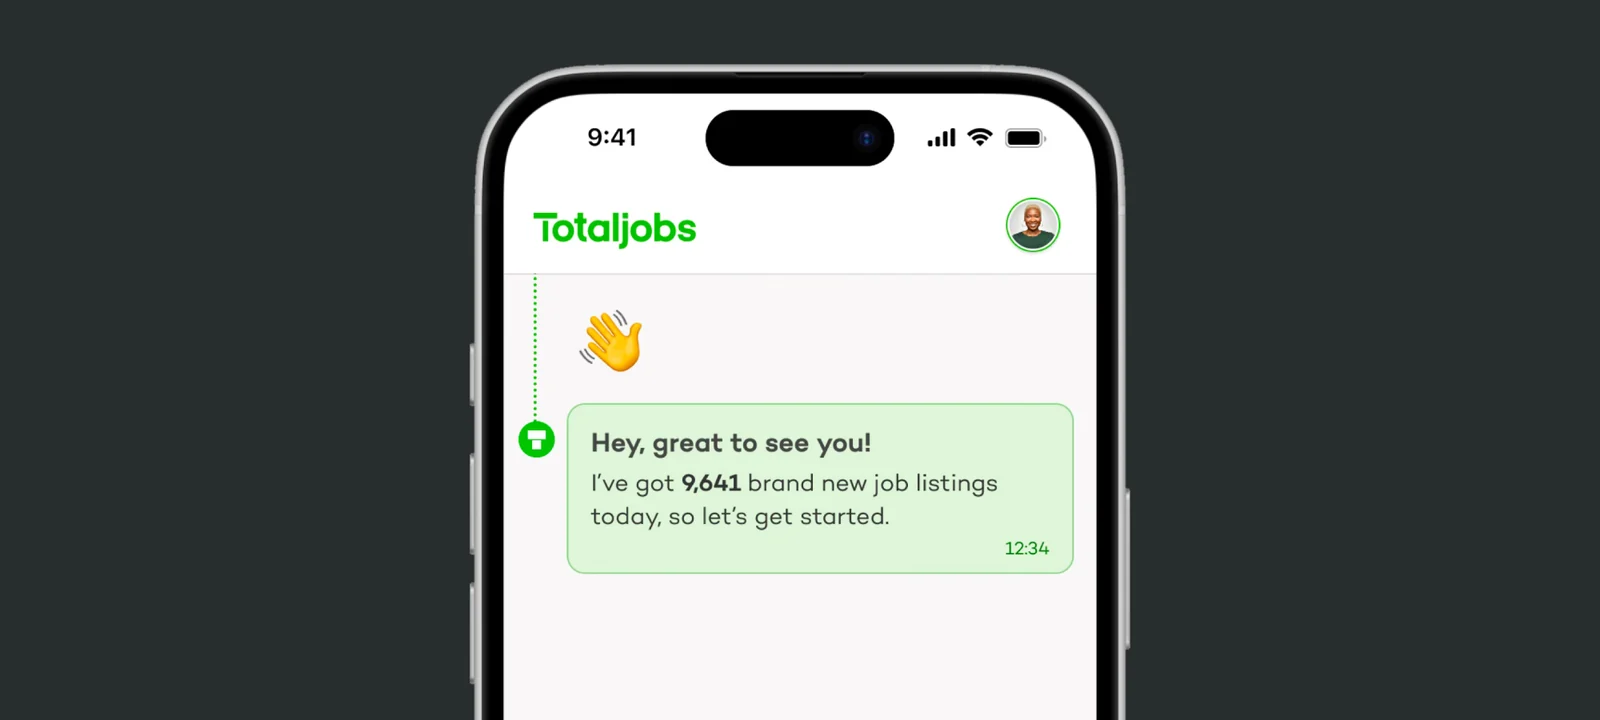 9:41
Totaljobs
Hey, great to see you!
I’ve got 9,641 brand new job listings
today, so let’s get started.
12:34